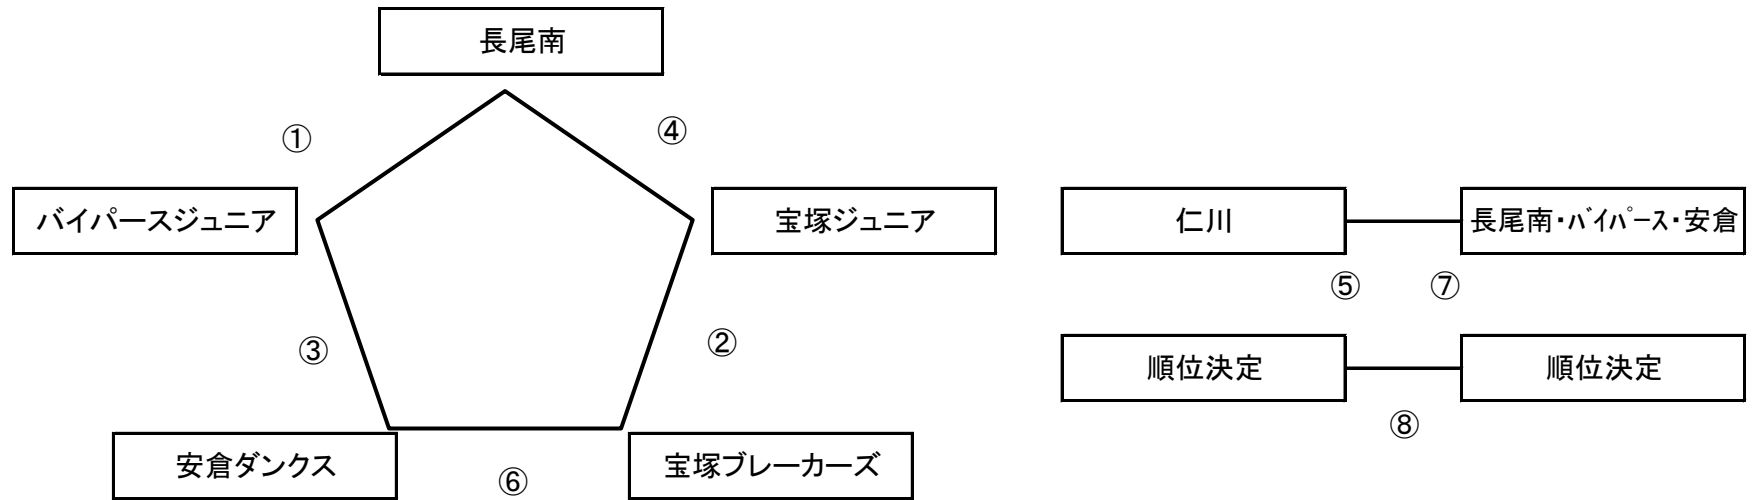 長尾南
①
④
バイパースジュニア
宝塚ジュニア
仁川
長尾南・ﾊﾞｲﾊﾟｰｽ・安倉
⑤
⑦
③
②
順位決定
順位決定
⑧
安倉ダンクス
宝塚ブレーカーズ
⑥